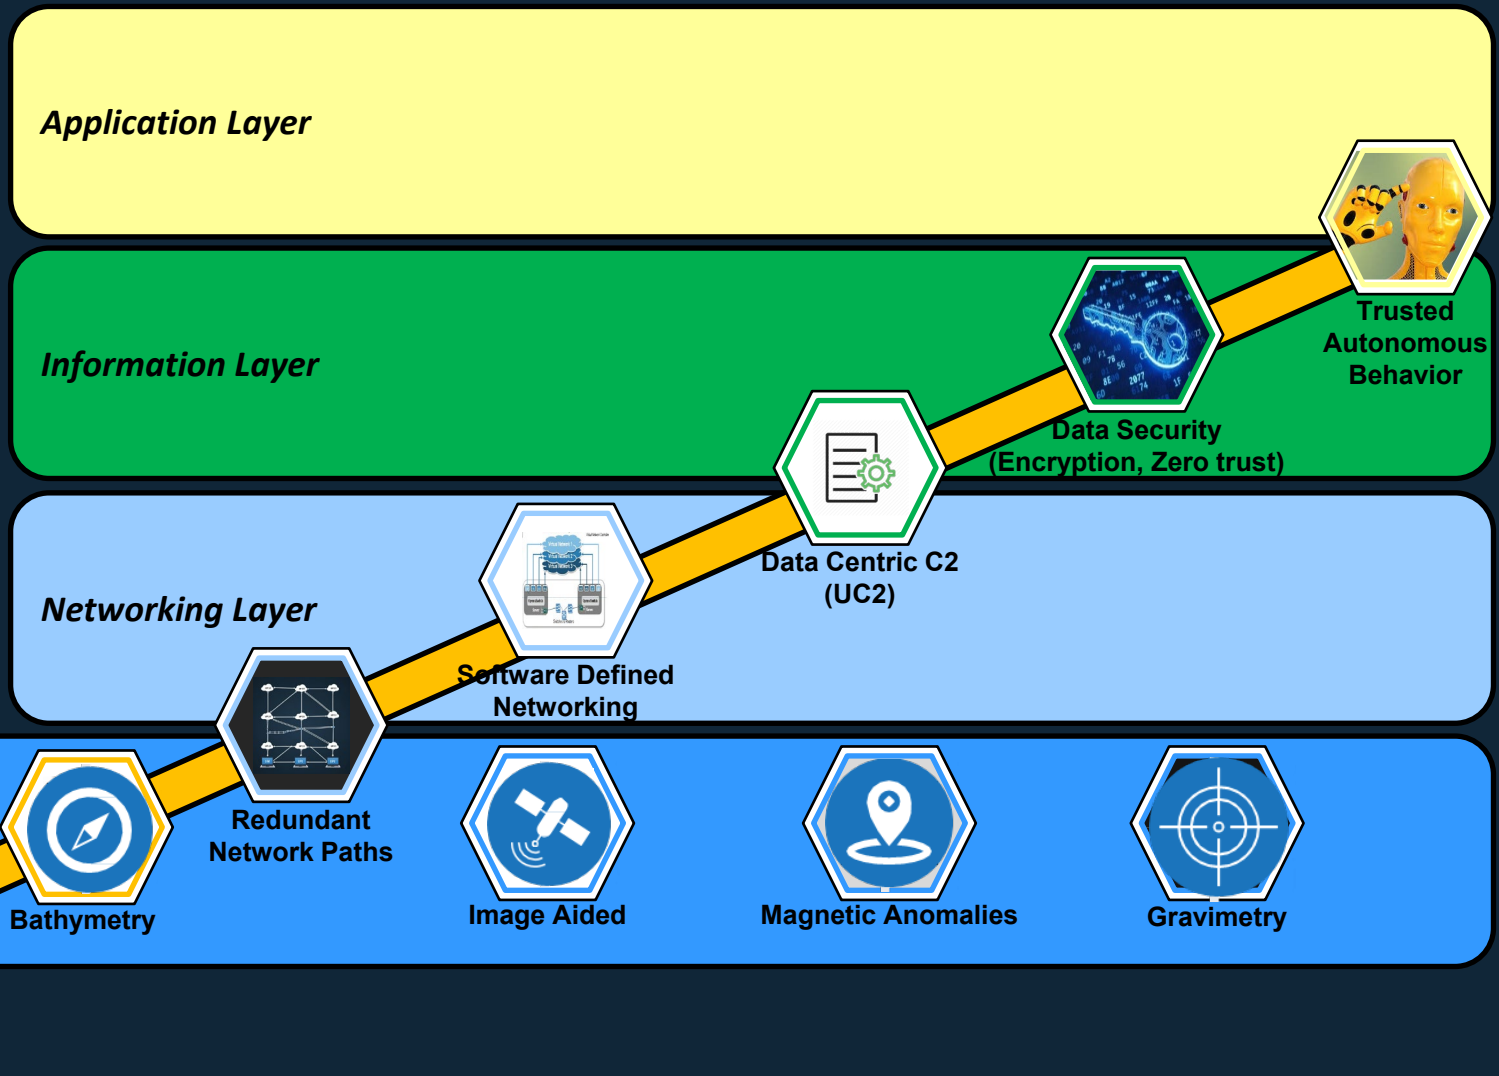 Application Layer
Trusted
Autonomous
Behavior
Information Layer
Data Security
(Encryption, Zero trust)
Data Centric C2
(UC2)
Networking Layer
Software Defined
Networking
Redundant
Network Paths
Bathymetry
Image Aided
Magnetic Anomalies
Gravimetry